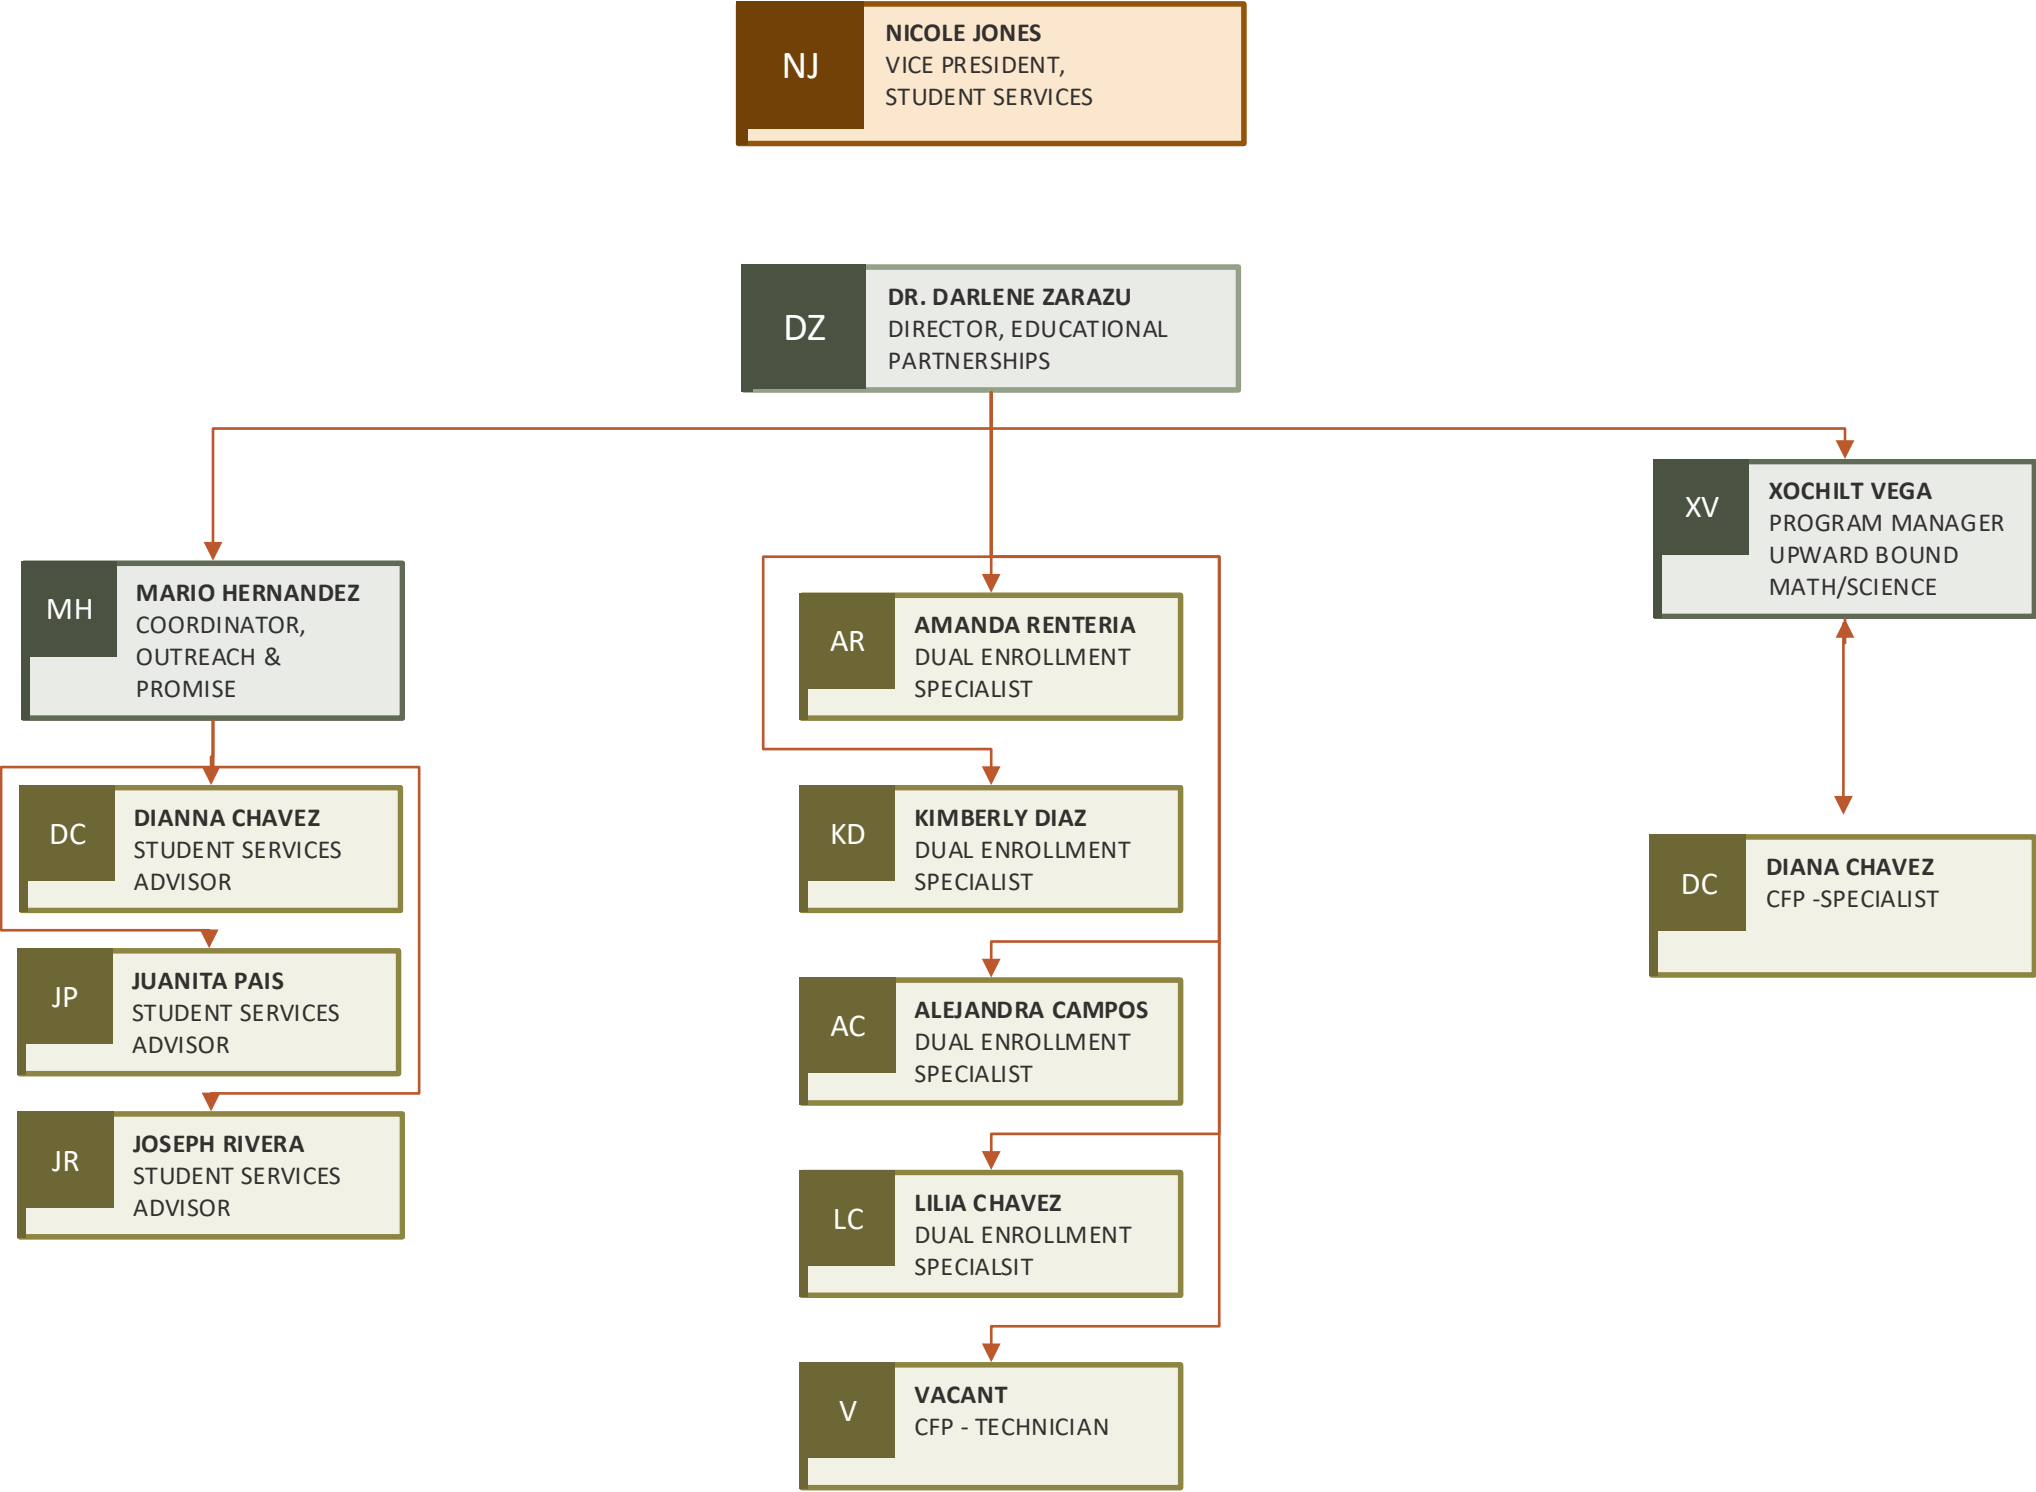 NJ
NICOLE JONES
VICE PRESIDENT,
STUDENT SERVICES
DZ
DR. DARLENE ZARAZU
DIRECTOR, EDUCATIONAL
PARTNERSHIPS
MH
MARIO HERNANDEZ
COORDINATOR,
OUTREACH &
PROMISE
DC
DIANNA CHAVEZ
STUDENT SERVICES
ADVISOR
JP
JUANITA PAIS
STUDENT SERVICES
ADVISOR
JR
JOSEPH RIVERA
STUDENT SERVICES
ADVISOR
AR
AMANDA RENTERIA
DUAL ENROLLMENT
SPECIALIST
KD
KIMBERLY DIAZ
DUAL ENROLLMENT
SPECIALIST
AC
ALEJANDRA CAMPOS
DUAL ENROLLMENT
SPECIALIST
LC
LILIA CHAVEZ
DUAL ENROLLMENT
SPECIALSIT
V
VACANT
CFP - TECHNICIAN
XV
XOCHILT VEGA
PROGRAM MANAGER
UPWARD BOUND
MATH/SCIENCE
DC
DIANA CHAVEZ
CFP -SPECIALIST